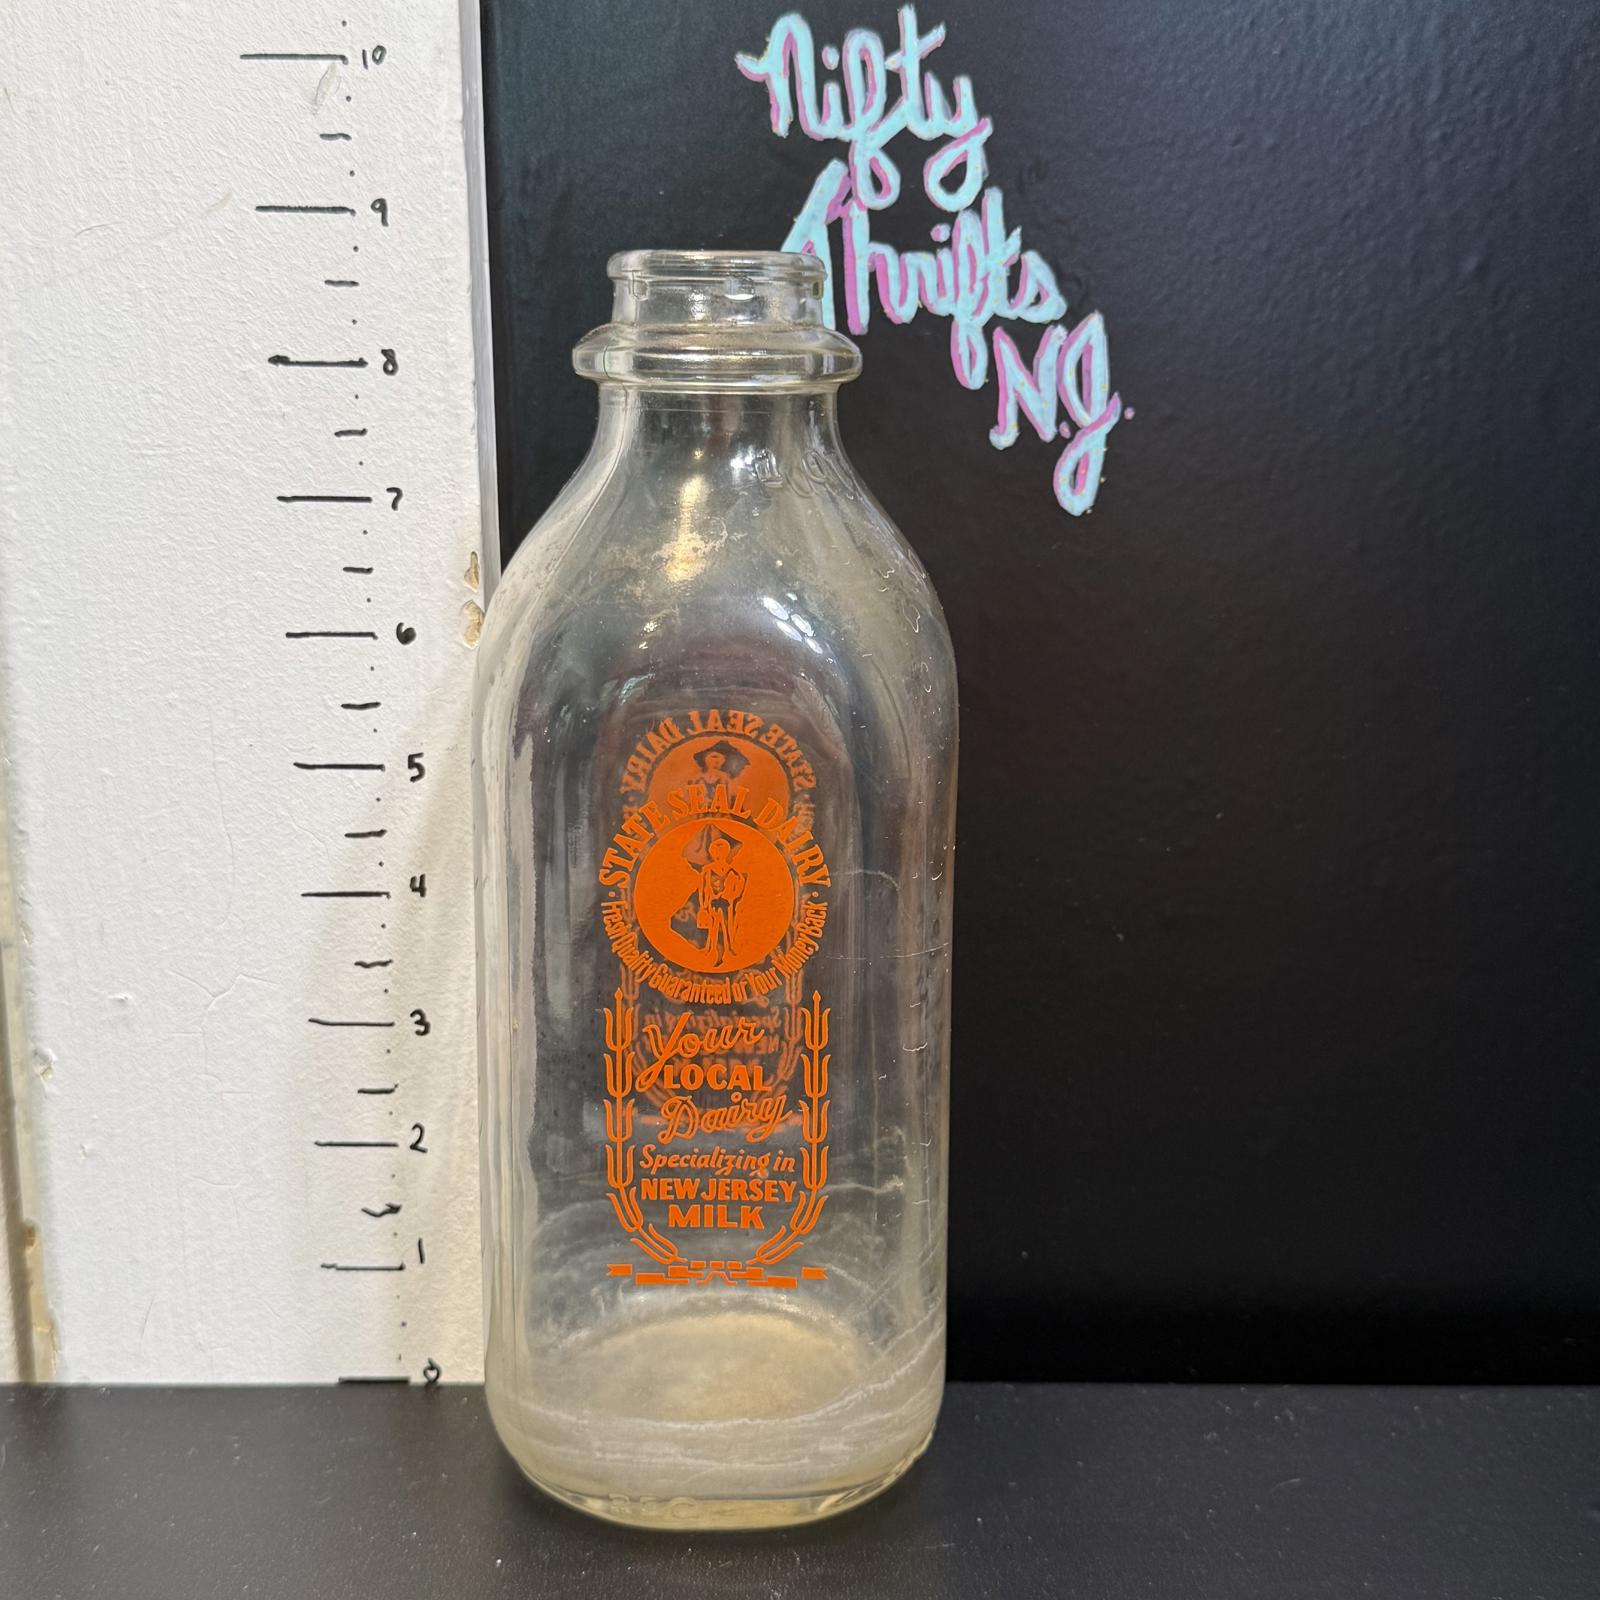 Nifty
Thrifts
N.J.
10
9
8
7
6
5
4
3
2
1
0
STATE SEAL DAIRY
Fresh Quality Guaranteed or Your Money Back
Your
LOCAL
Dairy
Specializing in
NEW JERSEY
MILK